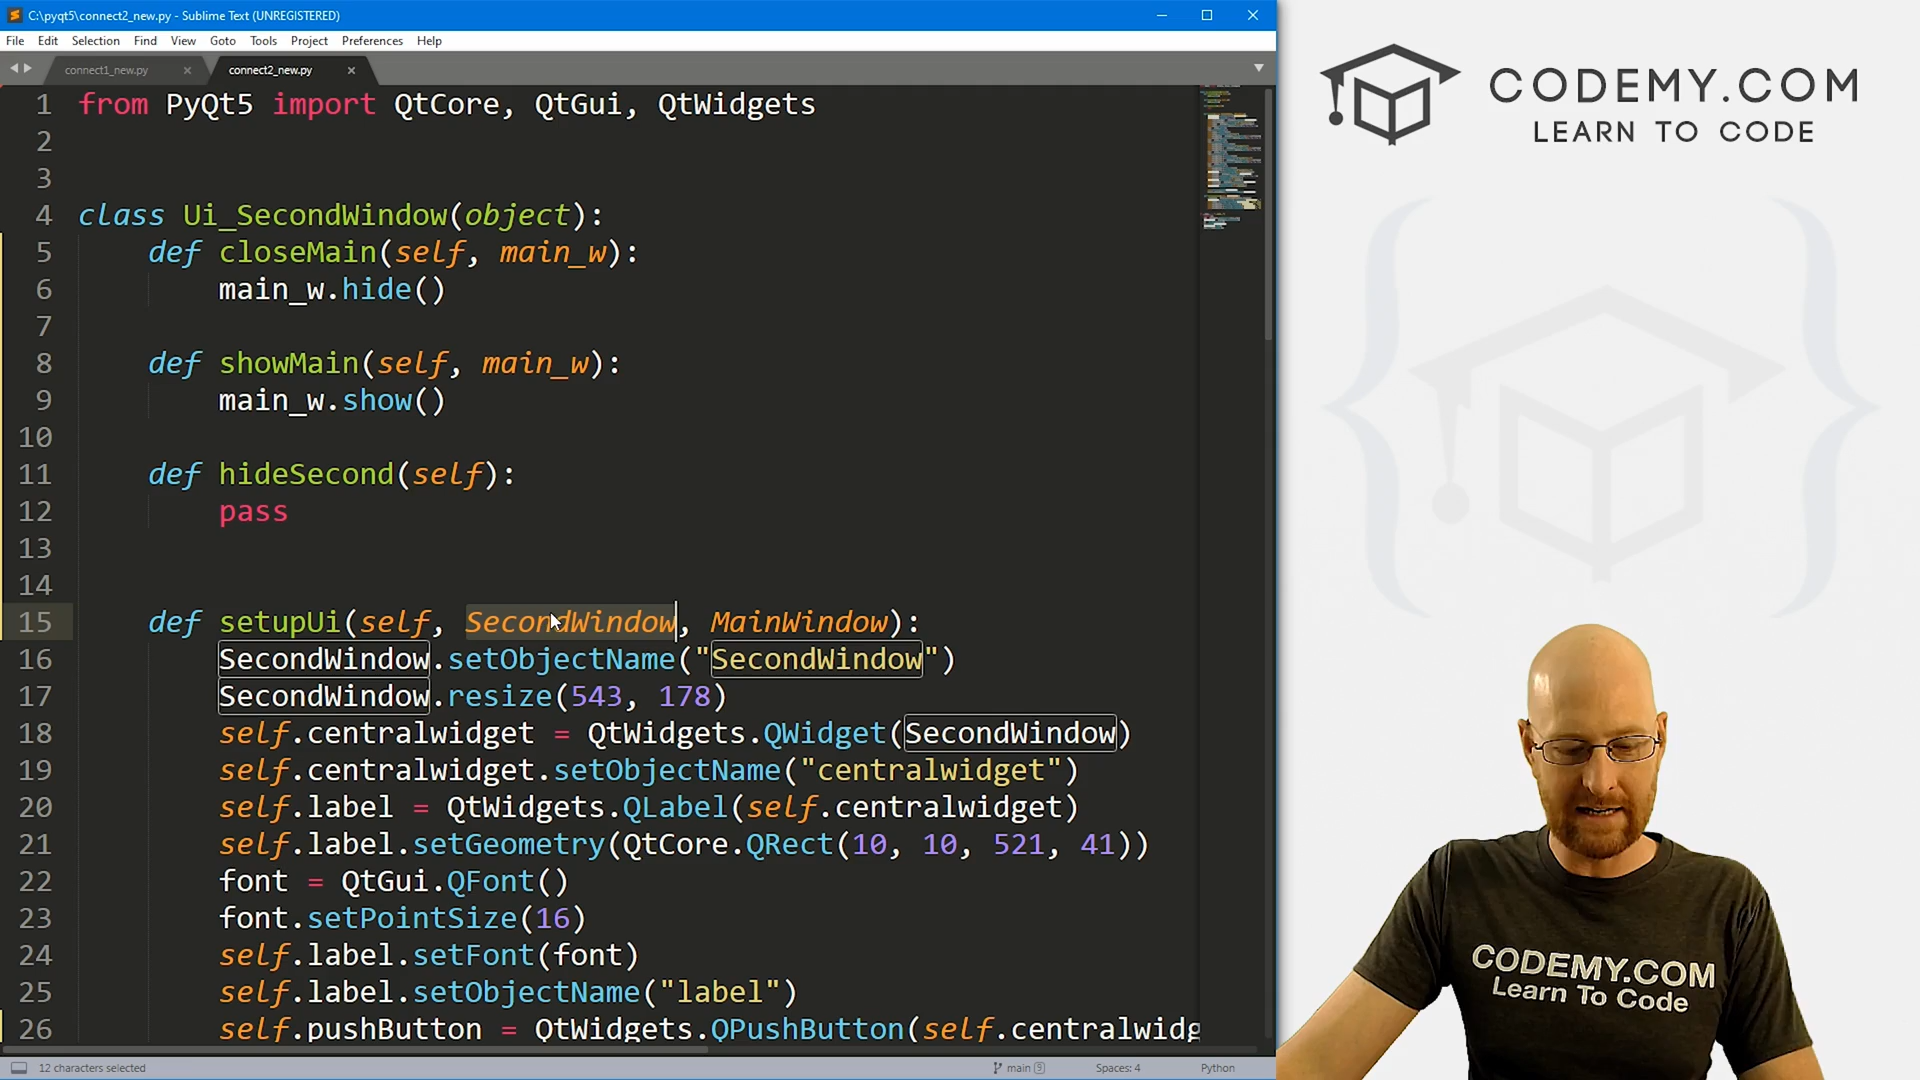 C:\pyqt5\connect2_new.py - Sublime Text (UNREGISTERED)
File Edit Selection Find View Goto Tools Project Preferences Help
connect1_new.py connect2_new.py
1 from PyQt5 import QtCore, QtGui, QtWidgets
2
3
4 class Ui_SecondWindow(object):
5 def closeMain(self, main_w):
6 main_w.hide()
7
8 def showMain(self, main_w):
9 main_w.show()
10
11 def hideSecond(self):
12 pass
13
14
15 def setupUi(self, SecondWindow, MainWindow):
16 SecondWindow.setObjectName("SecondWindow")
17 SecondWindow.resize(543, 178)
18 self.centralwidget = QtWidgets.QWidget(SecondWindow)
19 self.centralwidget.setObjectName("centralwidget")
20 self.label = QtWidgets.QLabel(self.centralwidget)
21 self.label.setGeometry(QtCore.QRect(10, 10, 521, 41))
22 font = QtGui.QFont()
23 font.setPointSize(16)
24 self.label.setFont(font)
25 self.label.setObjectName("label")
26 self.pushButton = QtWidgets.QPushButton(self.centralwidg
12 characters selected
main 9
Spaces: 4
Python
CODEMY.COM
LEARN TO CODE
CODEMY.COM
Learn To Code